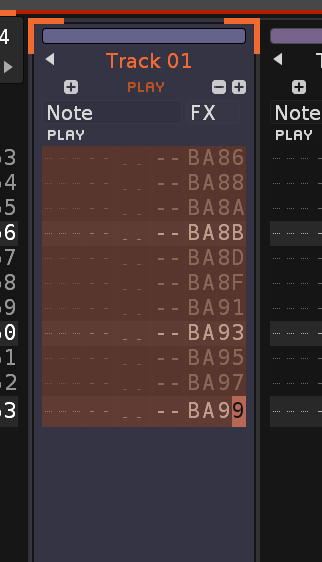 4
Track 01 T
PLAY
Note FX Note
PLAY PLAY
3 -- BA86
4 -- BA88
5 -- BA8A
6 -- BA8B
7 -- BA8D
8 -- BA8F
9 -- BA91
0 -- BA93
1 -- BA95
2 -- BA97
3 -- BA99